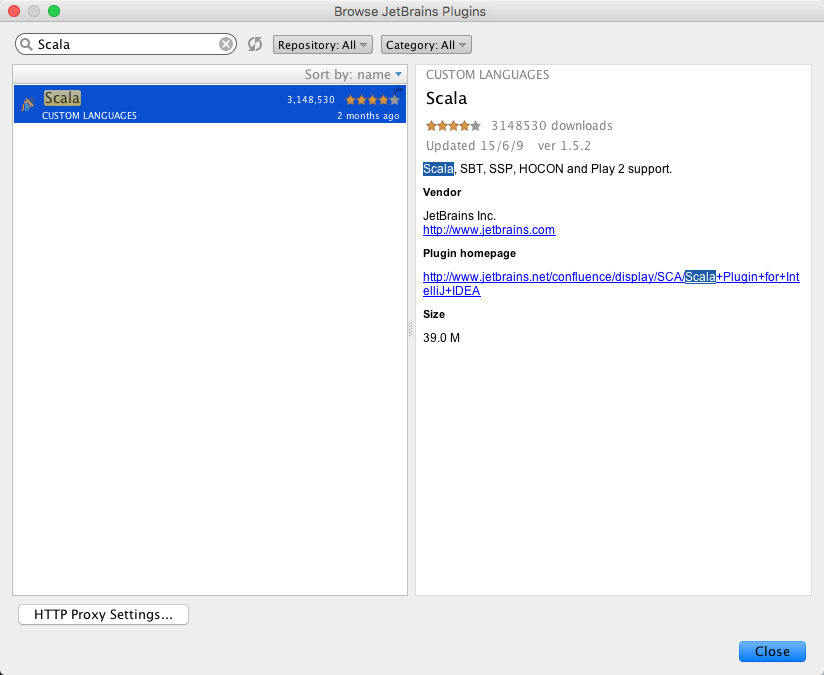 Browse JetBrains Plugins
Scala
Repository: All
Category: All
Sort by: name
Scala
3,148,530
CUSTOM LANGUAGES
2 months ago
CUSTOM LANGUAGES
Scala
3148530 downloads
Updated 15/6/9 ver 1.5.2
Scala, SBT, SSP, HOCON and Play 2 support.
Vendor
JetBrains Inc.
http://www.jetbrains.com
Plugin homepage
http://www.jetbrains.net/confluence/display/SCA/Scala+Plugin+for+Int
elliJ+IDEA
Size
39.0 M
HTTP Proxy Settings...
Close